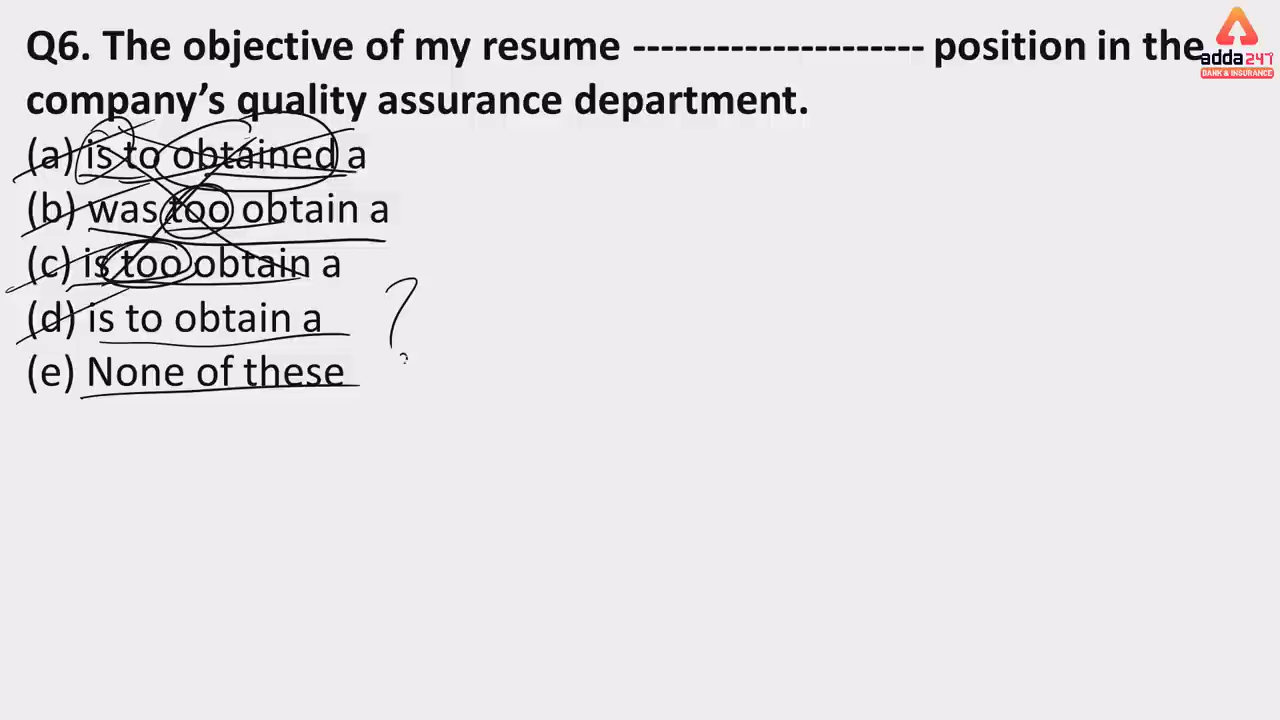 Q6. The objective of my resume --------------------- position in the
company’s quality assurance department.
(a) is to obtained a
(b) was too obtain a
(c) is too obtain a
(d) is to obtain a
(e) None of these
?
adda247
BANK & INSURANCE